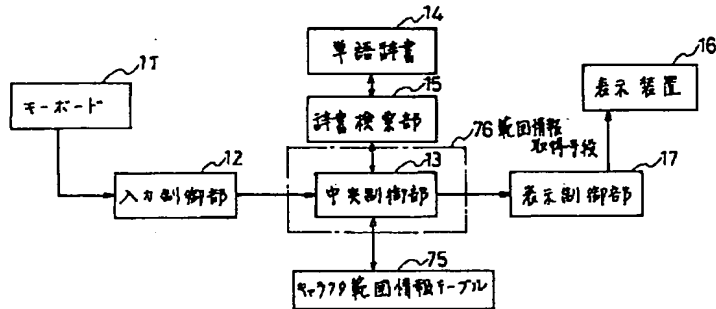 14
単語辞書
16
11
15
表示装置
キーボード
辞書検索部
76 範囲情報
取得手段
12
13
17
入力制御部
中央制御部
表示制御部
75
キャラクタ範囲情報テーブル